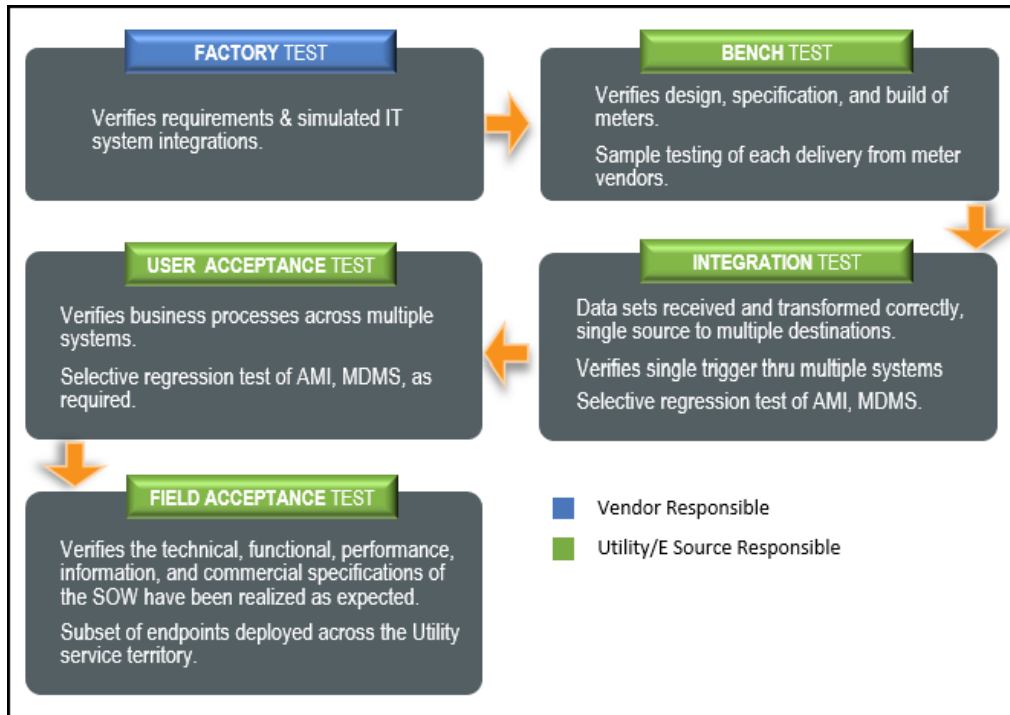 FACTORY TEST
Verifies requirements & simulated IT
system integrations.
BENCH TEST
Verifies design, specification, and build of
meters.
Sample testing of each delivery from meter
vendors.
INTEGRATION TEST
Data sets received and transformed correctly,
single source to multiple destinations.
Verifies single trigger thru multiple systems
Selective regression test of AMI, MDMS.
USER ACCEPTANCE TEST
Verifies business processes across multiple
systems.
Selective regression test of AMI, MDMS, as
required.
FIELD ACCEPTANCE TEST
Verifies the technical, functional, performance,
information, and commercial specifications of
the SOW have been realized as expected.
Subset of endpoints deployed across the Utility
service territory.
Vendor Responsible
Utility/E Source Responsible